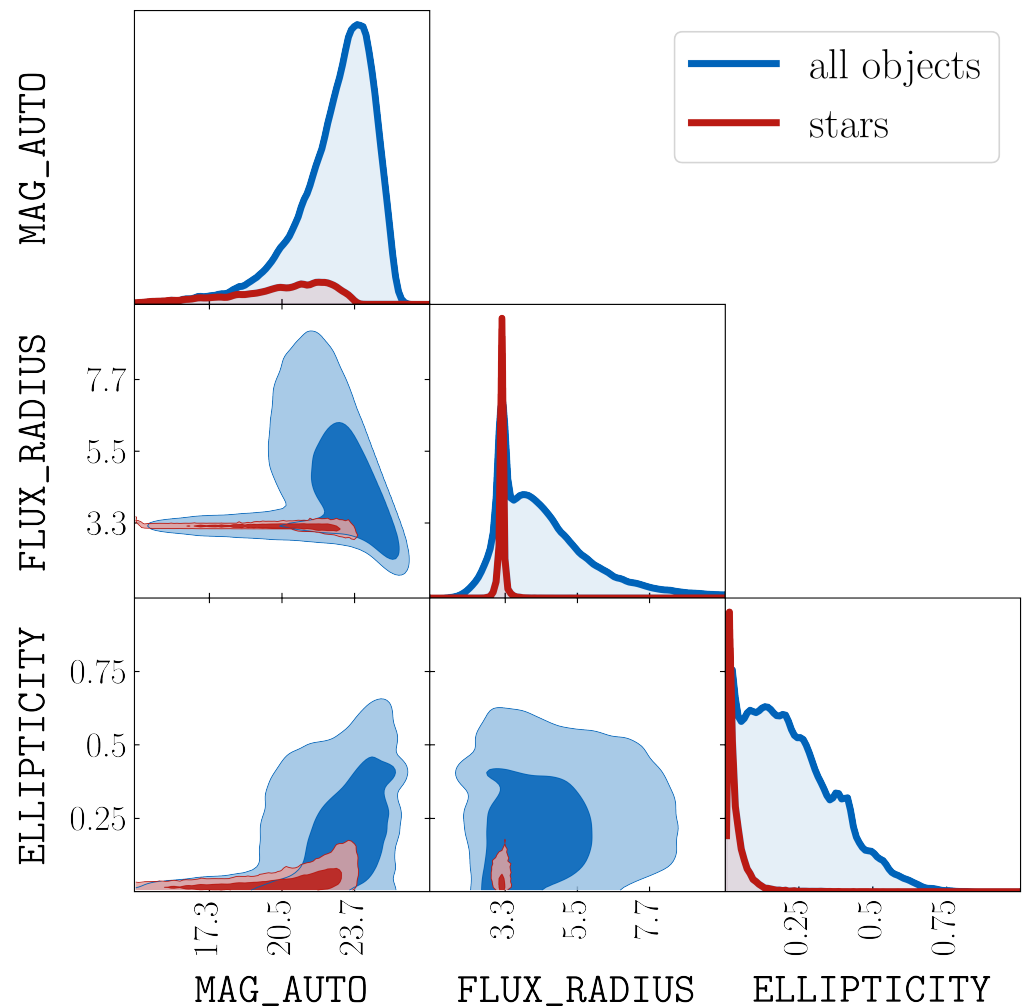 all objects
stars
MAG_AUTO
7.7
5.5
3.3
FLUX_RADIUS
0.75
0.5
0.25
ELLIPTICITY
17.3
20.5
23.7
3.3
5.5
7.7
0.25
0.5
0.75
MAG_AUTO
FLUX_RADIUS
ELLIPTICITY